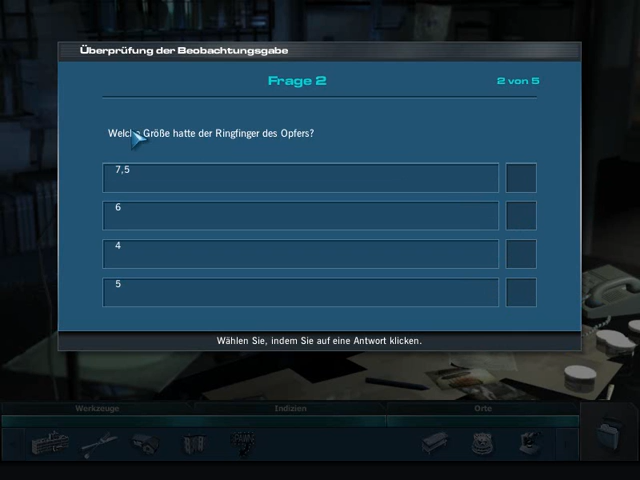 Überprüfung der Beobachtungsgabe
Frage 2
2 von 5
Welche Größe hatte der Ringfinger des Opfers?
7,5
6
4
5
Wählen Sie, indem Sie auf eine Antwort klicken.
Werkzeuge
Indizien
Orte